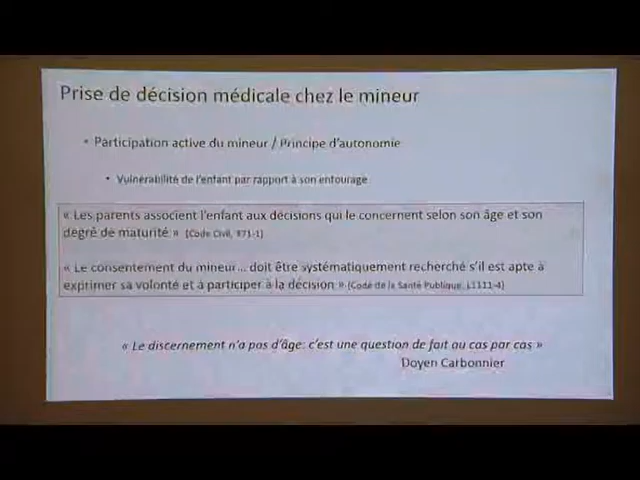 Prise de décision médicale chez le mineur
• Participation active du mineur / Principe d'autonomie
• Vulnérabilité de l'enfant par rapport à son entourage
« Les parents associent l'enfant aux décisions qui le concernent selon son âge et son
degré de maturité » (Code Civil, 371-1)
« Le consentement du mineur... doit être systématiquement recherché s'il est apte à
exprimer sa volonté et à participer à la décision » (Code de la Santé Publique, L1111-4)
« Le discernement n'a pas d'âge: c'est une question de fait au cas par cas »
Doyen Carbonnier